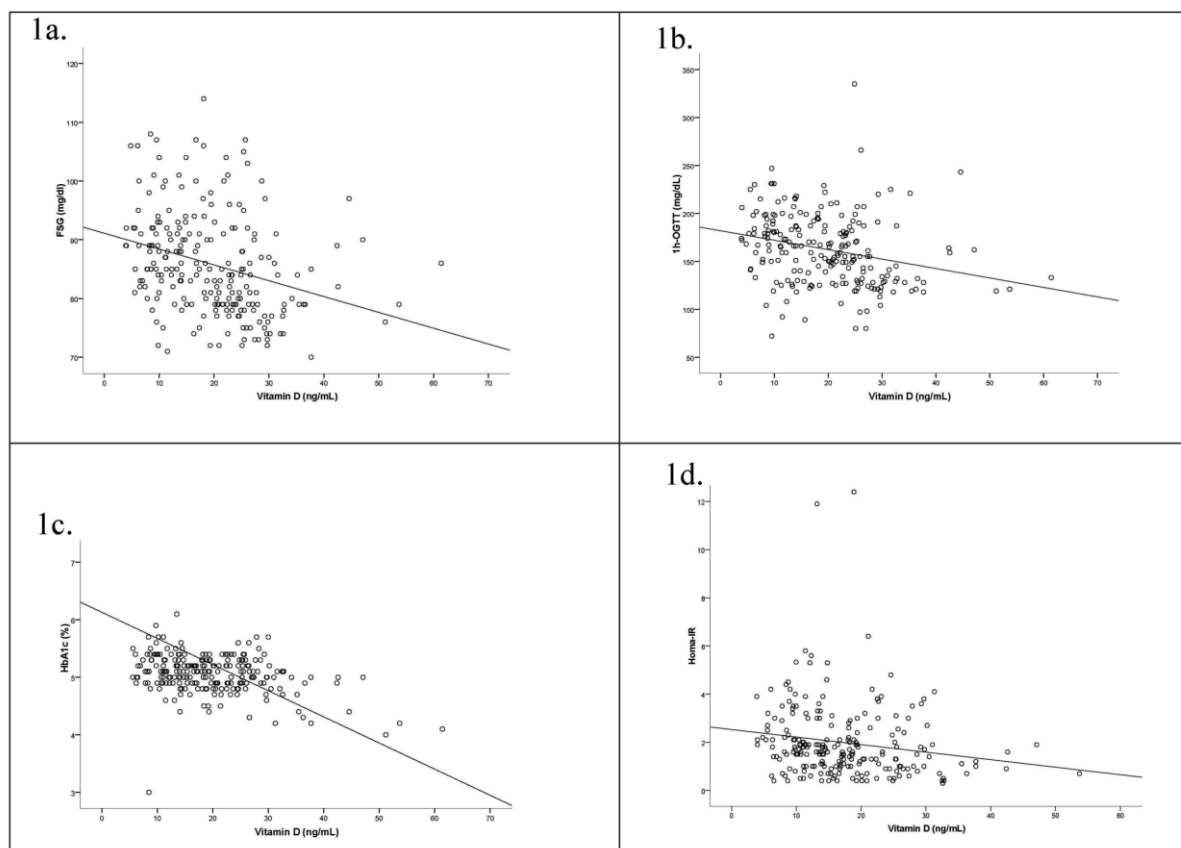 1a.
120
110
100
90
80
70
FSG (mg/dl)
0 10 20 30 40 50 60 70
Vitamin D (ng/mL)
1b.
350
300
250
200
150
100
50
1h-OGTT (mg/dL)
0 10 20 30 40 50 60 70
Vitamin D (ng/mL)
1c.
7
6
5
4
3
HbA1c (%)
0 10 20 30 40 50 60 70
Vitamin D (ng/mL)
1d.
12
10
8
6
4
2
0
Homa-IR
0 10 20 30 40 50 60
Vitamin D (ng/mL)